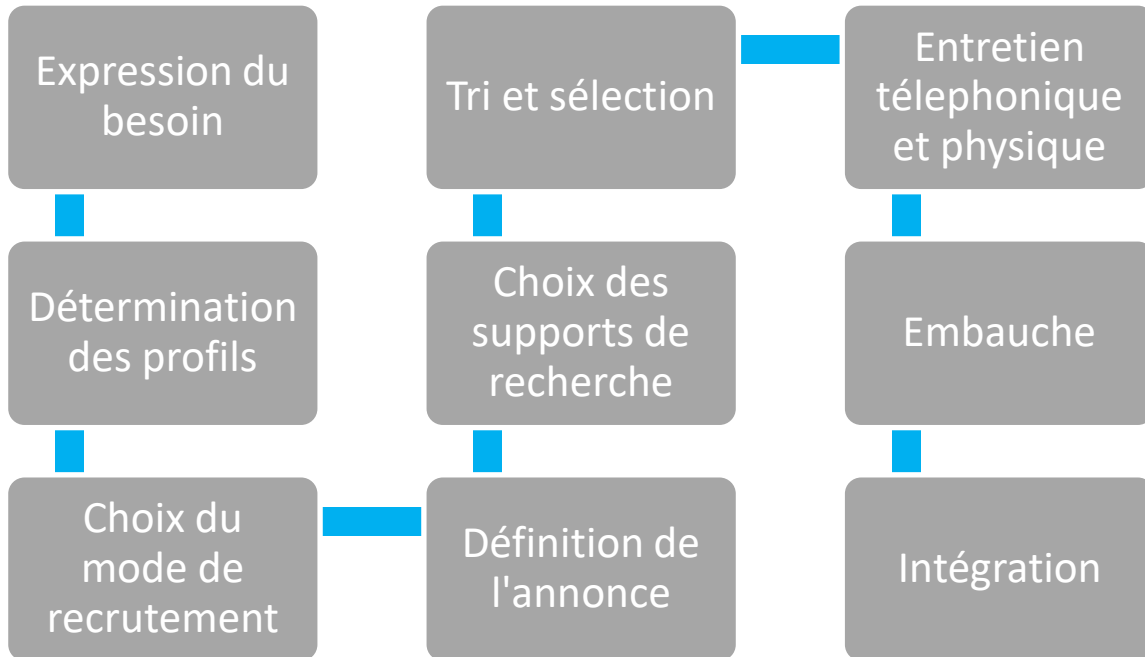 Expression du
besoin
Détermination
des profils
Choix du
mode de
recrutement
Définition de
l'annonce
Choix des
supports de
recherche
Tri et sélection
Entretien
télephonique
et physique
Embauche
Intégration